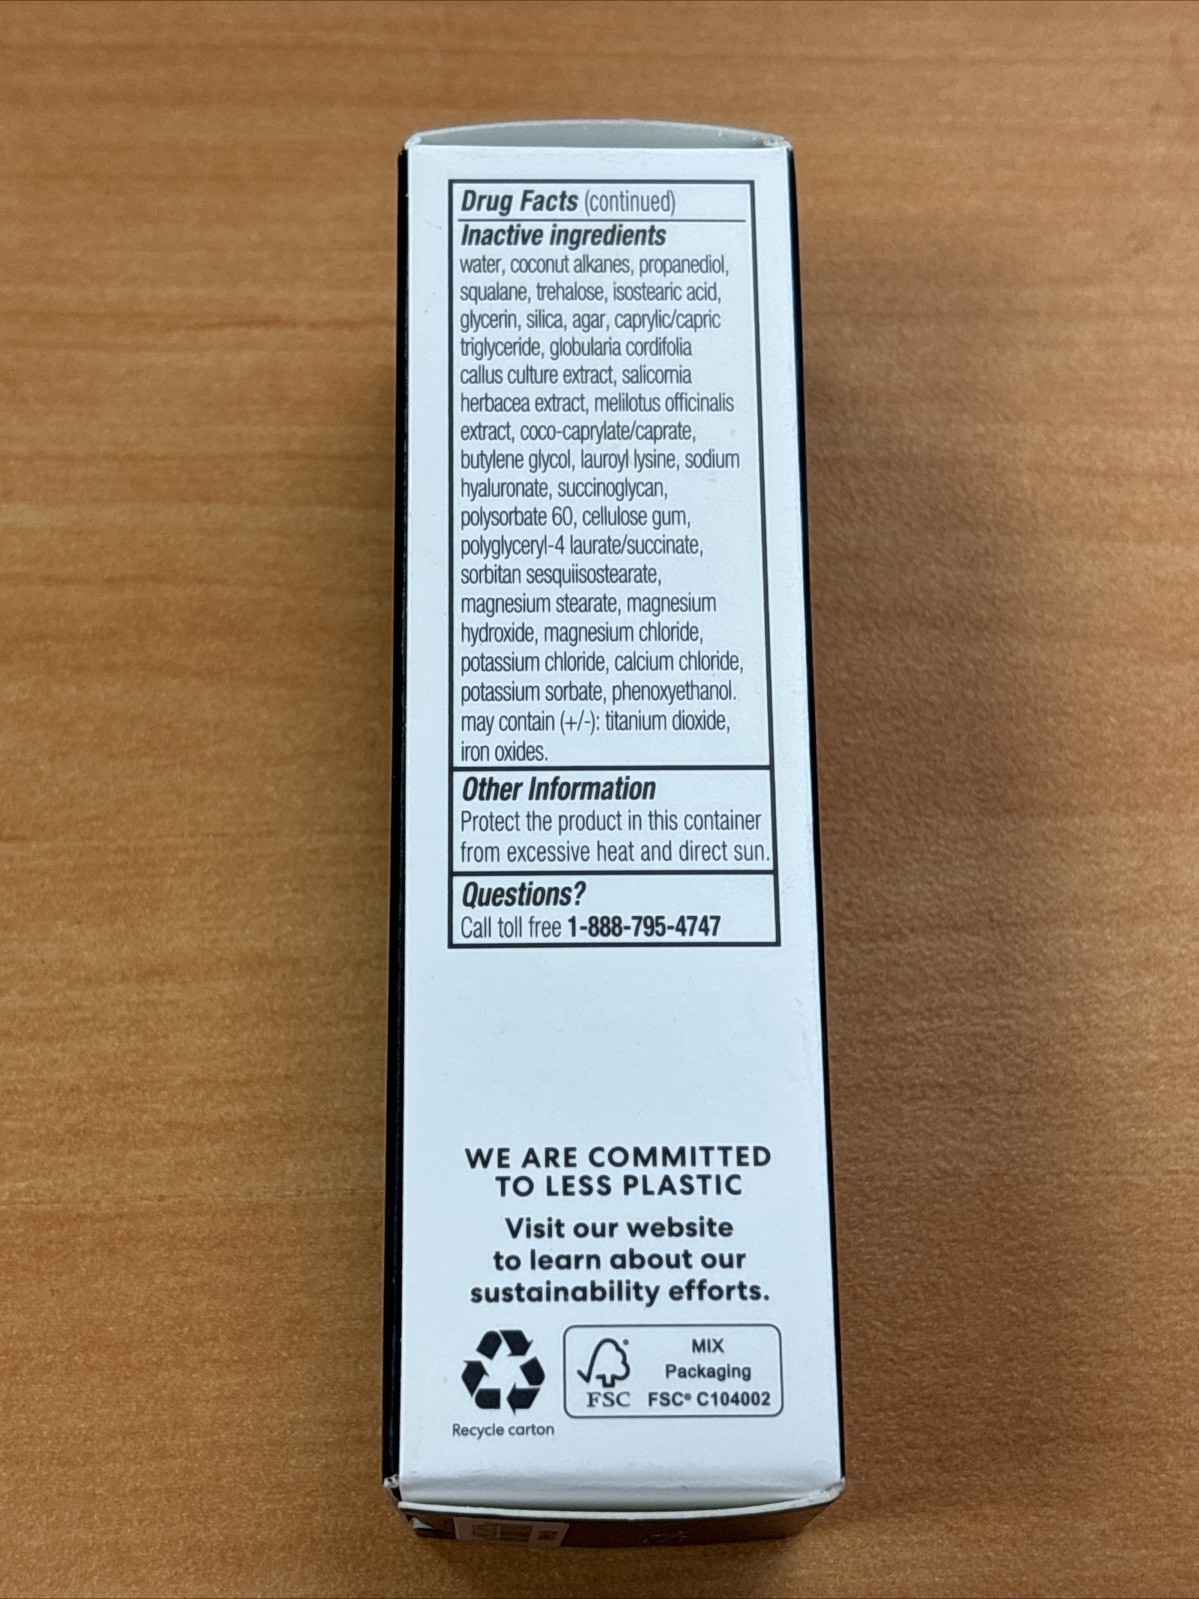 Drug Facts (continued)
Inactive ingredients
water, coconut alkanes, propanediol,
squalane, trehalose, isostearic acid,
glycerin, silica, agar, caprylic/capric
triglyceride, globularia cordifolia
callus culture extract, salicornia
herbacea extract, melilotus officinalis
extract, coco-caprylate/caprate,
butylene glycol, lauroyl lysine, sodium
hyaluronate, succinoglycan,
polysorbate 60, cellulose gum,
polyglyceryl-4 laurate/succinate,
sorbitan sesquiisostearate,
magnesium stearate, magnesium
hydroxide, magnesium chloride,
potassium chloride, calcium chloride,
potassium sorbate, phenoxyethanol.
may contain (+/-): titanium dioxide,
iron oxides.
Other Information
Protect the product in this container
from excessive heat and direct sun.
Questions?
Call toll free 1-888-795-4747
WE ARE COMMITTED
TO LESS PLASTIC
Visit our website
to learn about our
sustainability efforts.
Recycle carton
FSC
MIX
Packaging
FSC® C104002